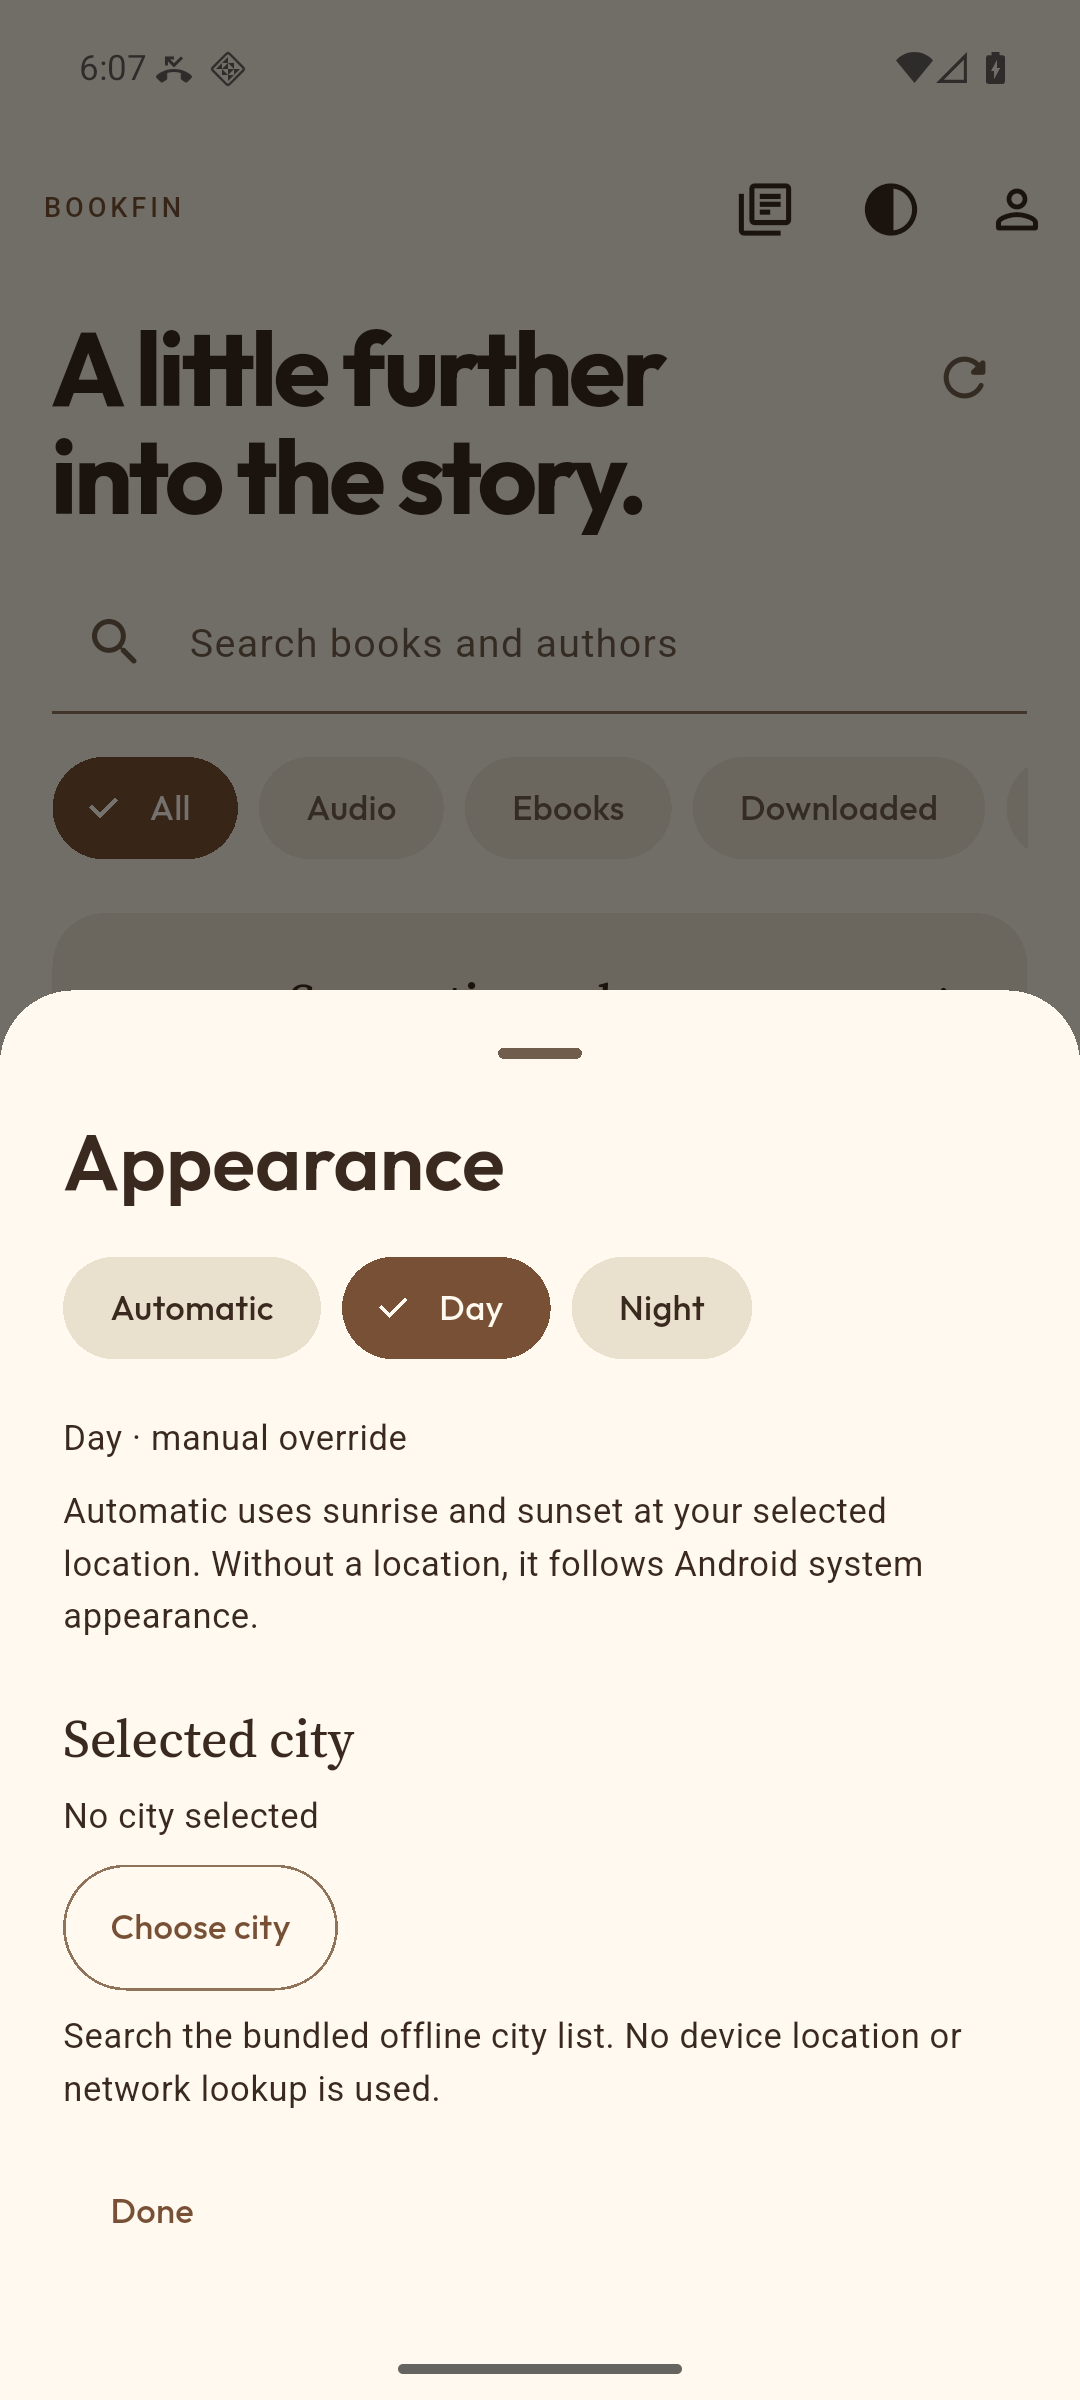 6:07
BOOKFIN
A little further
into the story.
Search books and authors
All
Audio
Ebooks
Downloaded
Appearance
Automatic
Day
Night
Day · manual override
Automatic uses sunrise and sunset at your selected
location. Without a location, it follows Android system
appearance.
Selected city
No city selected
Choose city
Search the bundled offline city list. No device location or
network lookup is used.
Done